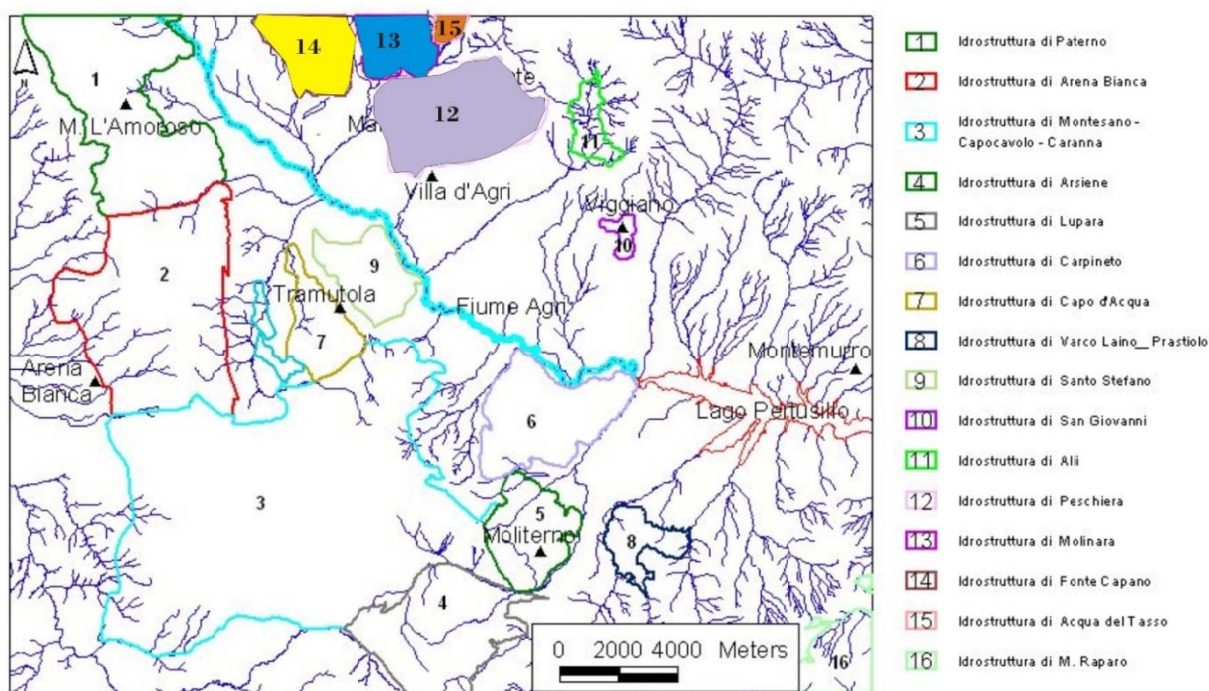 14
13
15
1
N
M. L'Amoroso
12
11
Villa d'Agri
Viggiano
10
2
9
Tramutola
Fiume Agri
7
Montemurro
Arena
Bianca
Lago Pertusillo
6
3
5
Moliterno
8
4
0 2000 4000 Meters
16
1 Idrostruttura di Paterno
2 Idrostruttura di Arena Bianca
3 Idrostruttura di Montesano -
Capocavolo - Caranna
4 Idrostruttura di Arsiene
5 Idrostruttura di Lupara
6 Idrostruttura di Carpineto
7 Idrostruttura di Capo d'Acqua
8 Idrostruttura di Varco Laino_ Prastiolo
9 Idrostruttura di Santo Stefano
10 Idrostruttura di San Giovanni
11 Idrostruttura di Alli
12 Idrostruttura di Peschiera
13 Idrostruttura di Molinara
14 Idrostruttura di Fonte Capano
15 Idrostruttura di Acqua del Tasso
16 Idrostruttura di M. Raparo